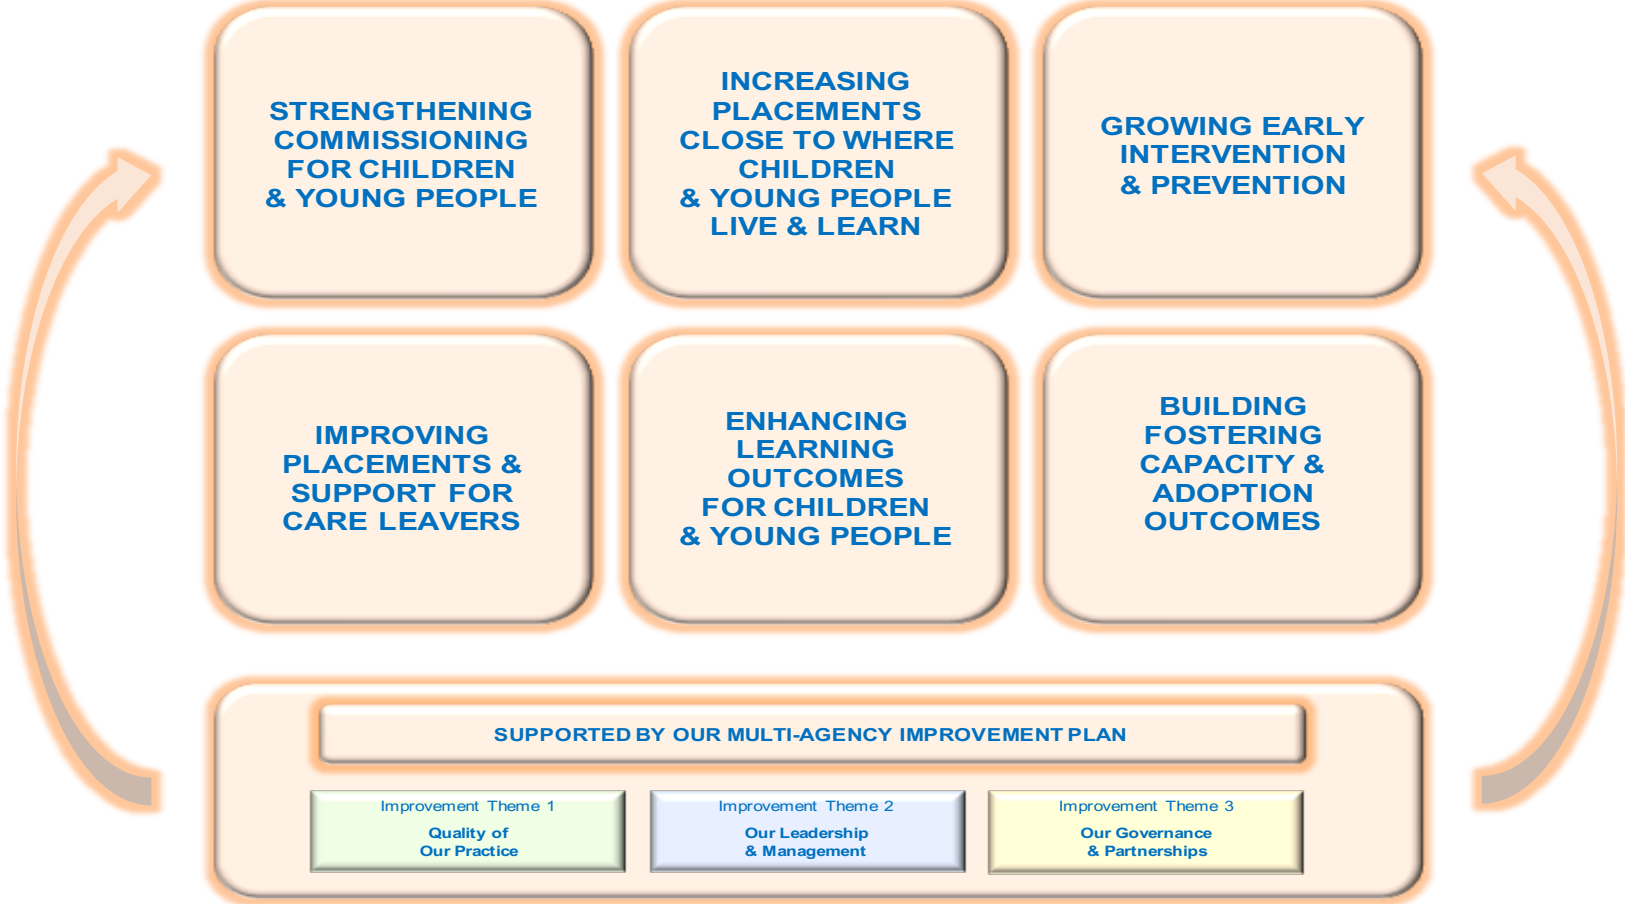 STRENGTHENING
COMMISSIONING
FOR CHILDREN
& YOUNG PEOPLE
INCREASING
PLACEMENTS
CLOSE TO WHERE
CHILDREN
& YOUNG PEOPLE
LIVE & LEARN
GROWING EARLY
INTERVENTION
& PREVENTION
IMPROVING
PLACEMENTS &
SUPPORT FOR
CARE LEAVERS
ENHANCING
LEARNING
OUTCOMES
FOR CHILDREN
& YOUNG PEOPLE
BUILDING
FOSTERING
CAPACITY &
ADOPTION
OUTCOMES
SUPPORTED BY OUR MULTI-AGENCY IMPROVEMENT PLAN
Improvement Theme 1
Quality of
Our Practice
Improvement Theme 2
Our Leadership
& Management
Improvement Theme 3
Our Governance
& Partnerships